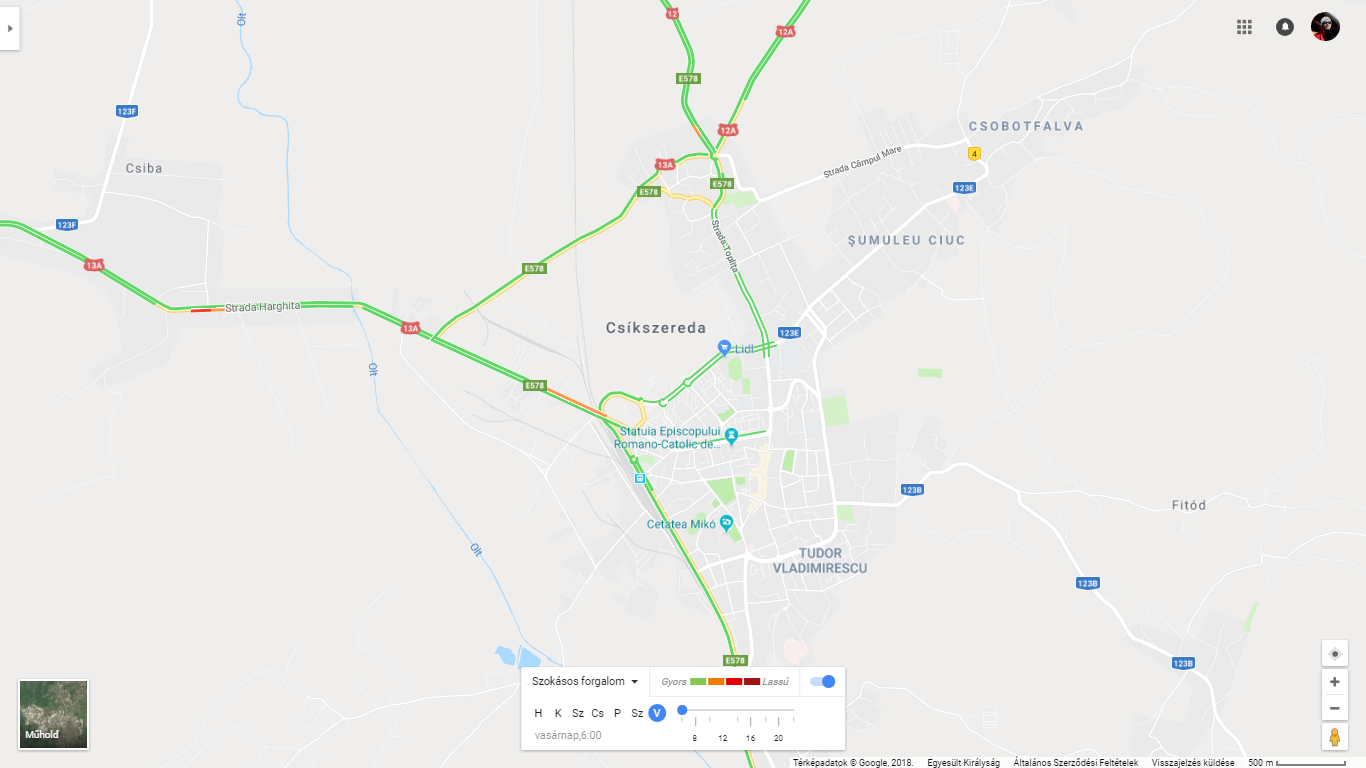 12
Olt
12A
E578
123F
CSOBOTFALVA
12A
Strada Câmpul Mare
4
Csiba
13A
E578
E578
123E
123F
ŞUMULEU CIUC
Strada Topliţa
13A
E578
Strada Harghita
13A
Csíkszereda
123E
Lidl
Olt
E578
Statuia Episcopului
Romano-Catolic de...
123B
Fitód
Cetatea Mikó
Olt
TUDOR
VLADIMIRESCU
123B
E578
123B
Szokásos forgalom
Gyors
Lassú
H K Sz Cs P Sz V
vasárnap,6:00
8 12 16 20
Műhold
Térképadatok © Google, 2018. Egyesült Királyság Általános Szerződési Feltételek Visszajelzés küldése 500 m